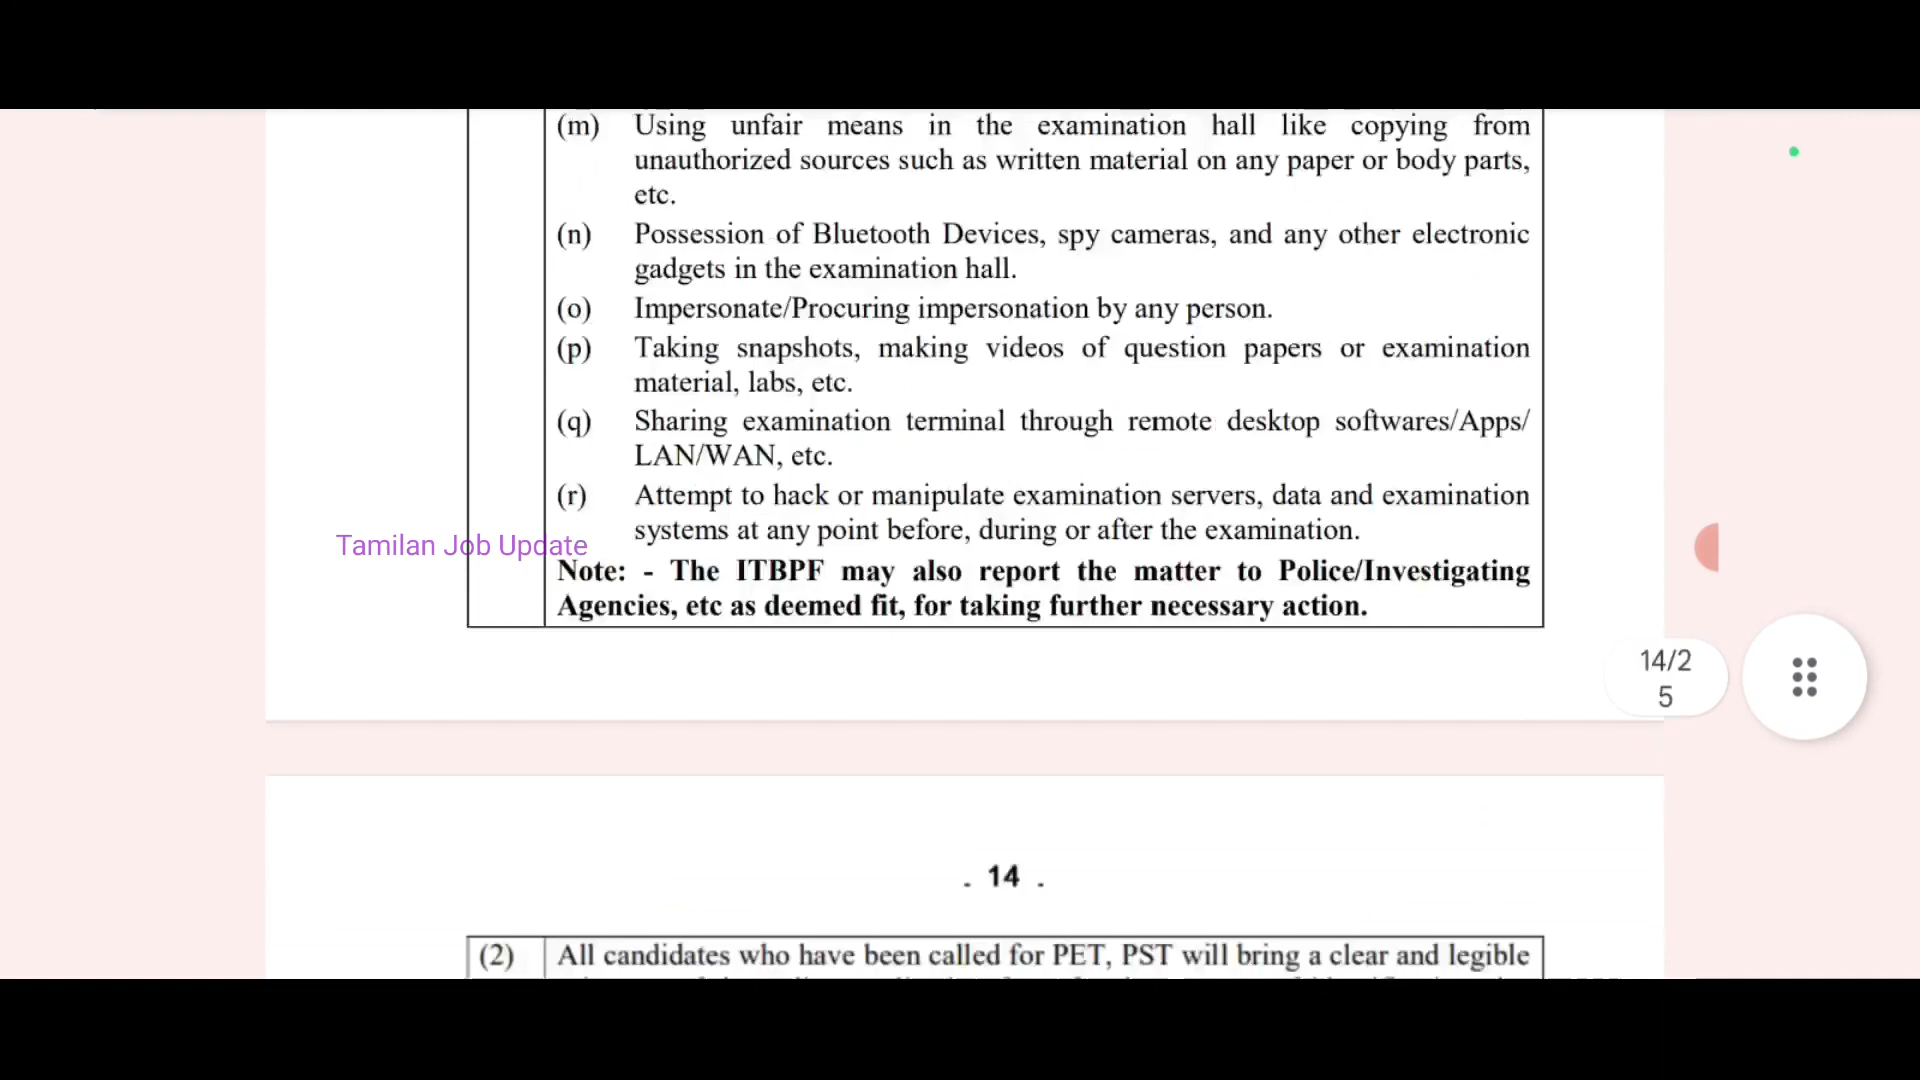 (m) Using unfair means in the examination hall like copying from
unauthorized sources such as written material on any paper or body parts,
etc.
(n) Possession of Bluetooth Devices, spy cameras, and any other electronic
gadgets in the examination hall.
(o) Impersonate/Procuring impersonation by any person.
(p) Taking snapshots, making videos of question papers or examination
material, labs, etc.
(q) Sharing examination terminal through remote desktop softwares/Apps/
LAN/WAN, etc.
(r) Attempt to hack or manipulate examination servers, data and examination
systems at any point before, during or after the examination.
Tamilan Job Update
Note: - The ITBPF may also report the matter to Police/Investigating
Agencies, etc as deemed fit, for taking further necessary action.
14/2
5
. 14 .
(2) All candidates who have been called for PET, PST will bring a clear and legible